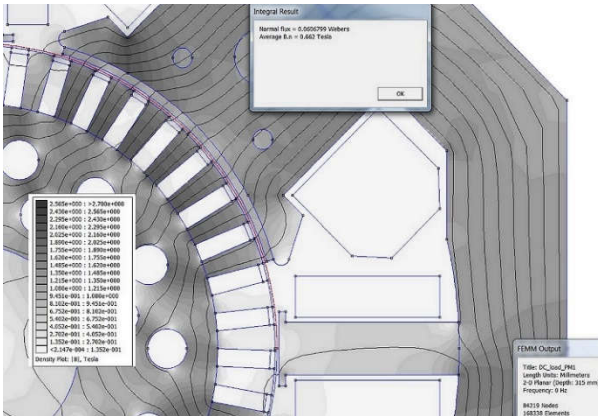 Integral Result
Normal flux = 0.0606799 Webers
Average B.n = 0.662 Tesla
OK
2.565e+000 : >2.700e+000
2.430e+000 : 2.565e+000
2.295e+000 : 2.430e+000
2.160e+000 : 2.295e+000
2.025e+000 : 2.160e+000
1.890e+000 : 2.025e+000
1.755e+000 : 1.890e+000
1.620e+000 : 1.755e+000
1.485e+000 : 1.620e+000
1.350e+000 : 1.485e+000
1.215e+000 : 1.350e+000
1.080e+000 : 1.215e+000
9.451e-001 : 1.080e+000
8.102e-001 : 9.451e-001
6.752e-001 : 8.102e-001
5.402e-001 : 6.752e-001
4.052e-001 : 5.402e-001
2.702e-001 : 4.052e-001
1.352e-001 : 2.702e-001
<2.147e-004 : 1.352e-001
Density Plot: |B|, Tesla
FEMM Output
Title: DC_load_PM1
Length Units: Millimeters
2-D Planar (Depth: 315 mm)
Frequency: 0 Hz
84219 Nodes
168338 Elements